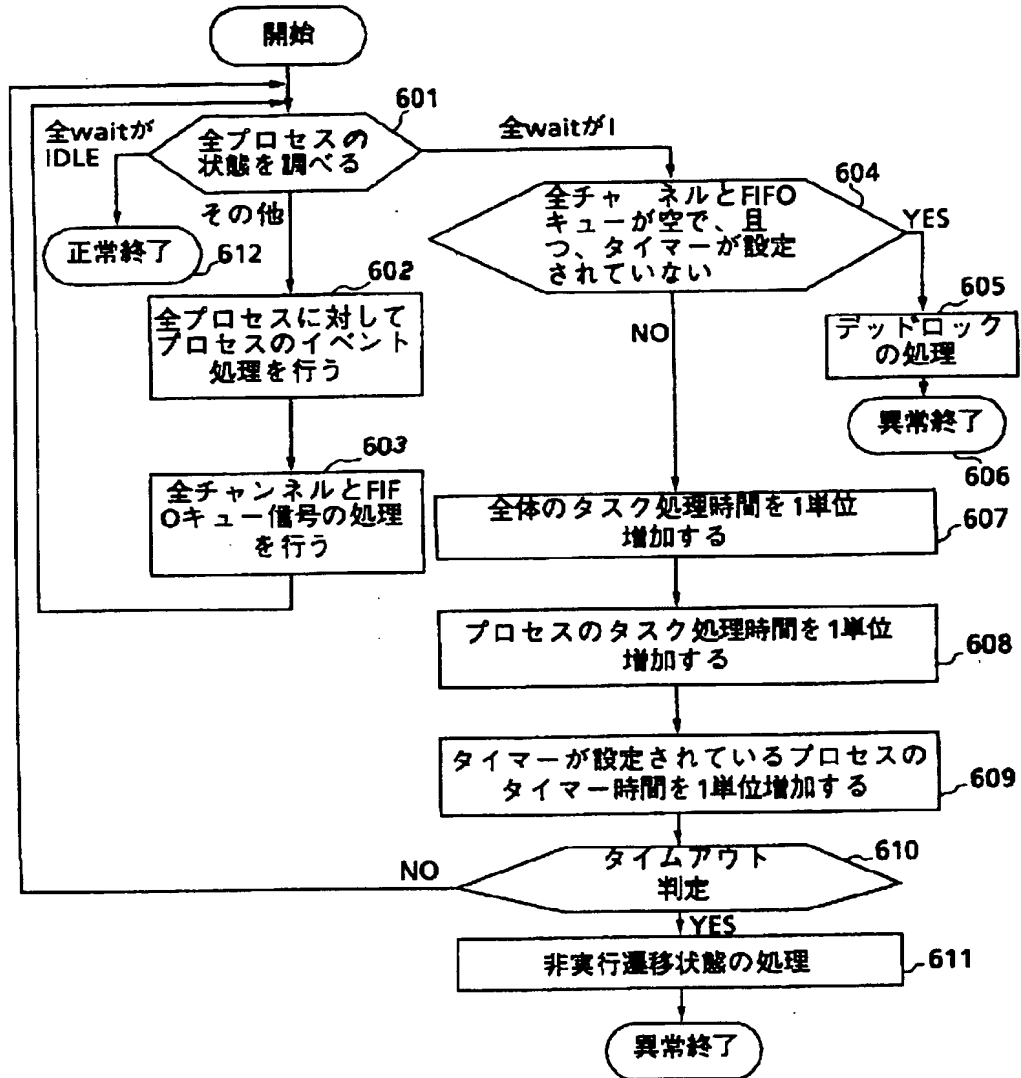 開始
601
全waitが
IDLE
全プロセスの
状態を調べる
全waitがI
604
全チャ ネルとFIFO
キューが空で、且
つ、タイマーが設定
されていない
YES
その他
正常終了
612
602
全プロセスに対して
プロセスのイベント
処理を行う
NO
605
デッドロック
の処理
異常終了
606
603
全チャンネルとFIF
Oキュー信号の処理
を行う
全体のタスク処理時間を1単位
増加する
607
プロセスのタスク処理時間を1単位
増加する
608
タイマーが設定されているプロセスの
タイマー時間を1単位増加する
609
NO
タイムアウト
判定
610
YES
非実行遷移状態の処理
611
異常終了